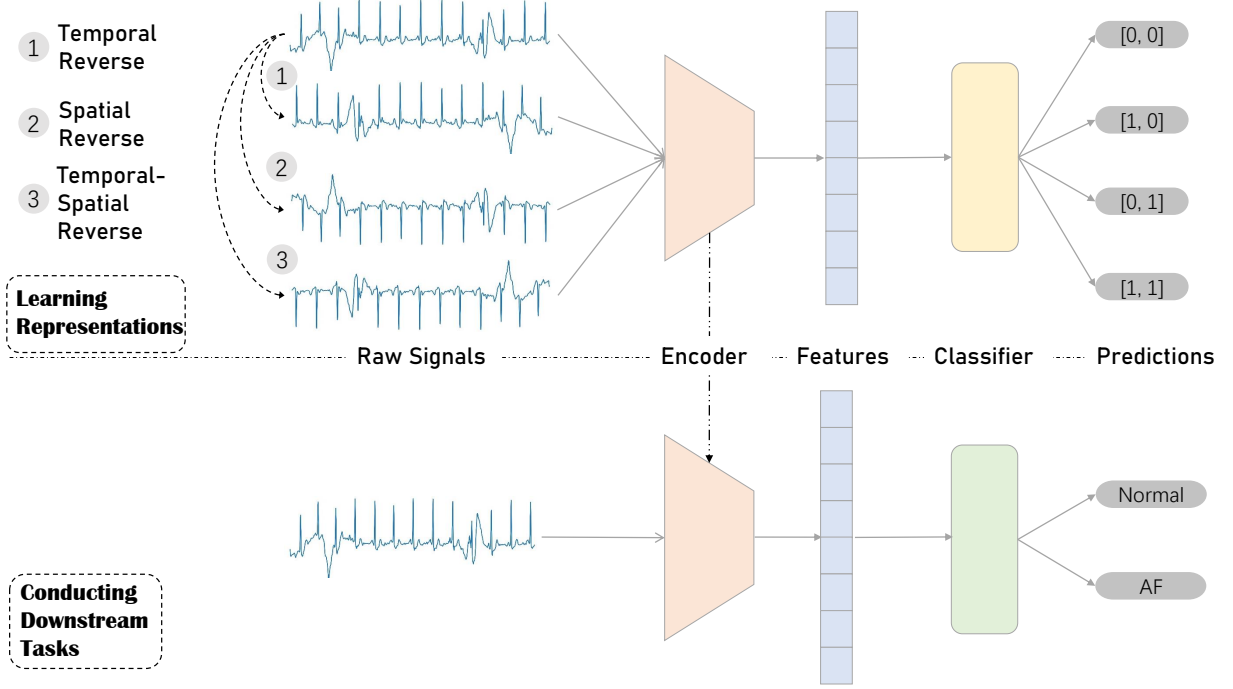 1 Temporal
Reverse
2 Spatial
Reverse
3 Temporal-
Spatial
Reverse
1
2
3
[0, 0]
[1, 0]
[0, 1]
[1, 1]
Learning
Representations
Raw Signals
Encoder
Features
Classifier
Predictions
Normal
AF
Conducting
Downstream
Tasks